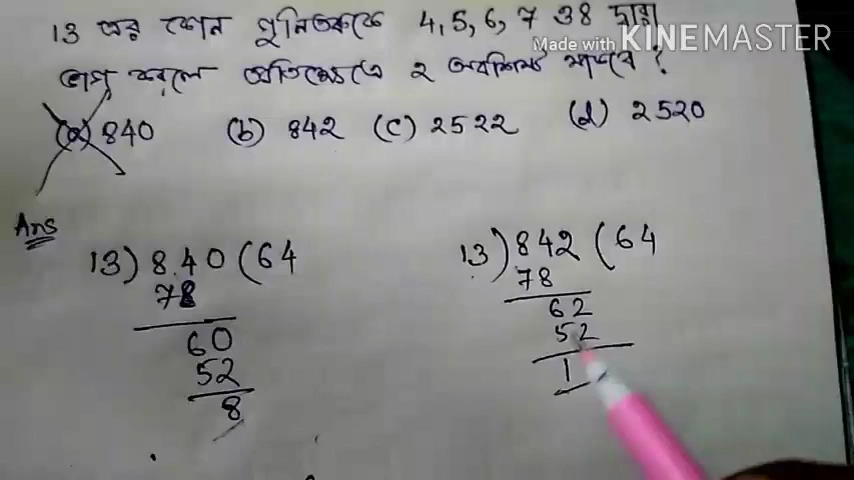 13 এর কোন গুনিতককে 4, 5, 6, 7 ও 8 দ্বারা
Made with KINEMASTER
ভাগ করলে প্রতিক্ষেত্রে 2 অবশিষ্ট থাকবে?
(a) 840 (b) 842 (c) 2522 (d) 2520
Ans
13) 840 (64
78
60
52
8
13) 842 (64
78
62
52
1